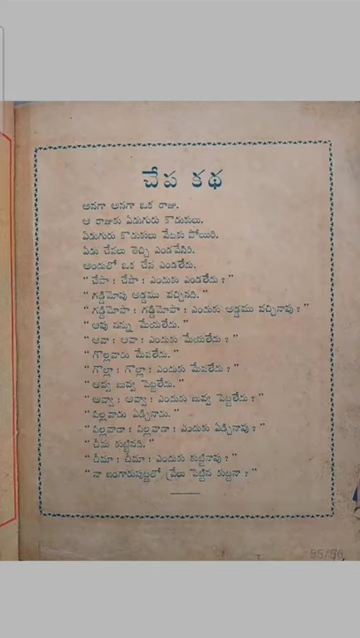 చేప కథ
అనగా అనగా ఒక రాజు.
ఆ రాజుకు ఏడుగురు కొడుకులు.
ఏడుగురు కొడుకులు వేటకు పోయిరి.
ఏడు చేపలు తెచ్చి ఎండవేసిరి.
అందులో ఒక చేప ఎండలేదు.
" చేపా : చేపా : ఎందుకు ఎండలేదు ? "
" గడ్డిమోపు అడ్డము వచ్చినది. "
" గడ్డిమోపా : గడ్డిమోపా : ఎందుకు అడ్డము వచ్చినావు ? "
" ఆవు నన్ను మేయలేదు. "
" ఆవా : ఆవా : ఎందుకు మేయలేదు ? "
" గొల్లవాడు మేపలేదు. "
" గొల్లా : గొల్లా : ఎందుకు మేపలేదు ? "
" అవ్వ బువ్వ పెట్టలేదు. "
" అవ్వా : అవ్వా : ఎందుకు బువ్వ పెట్టలేదు ? "
" పిల్లవాడు ఏడ్చినాడు. "
" పిల్లవాడా : పిల్లవాడా : ఎందుకు ఏడ్చినావు ? "
" చీమ కుట్టినది. "
" చీమా : చీమా : ఎందుకు కుట్టినావు ? "
" నా బంగారుపుట్టలో వ్రేలు పెట్టిన కుట్టనా ? "
55/56